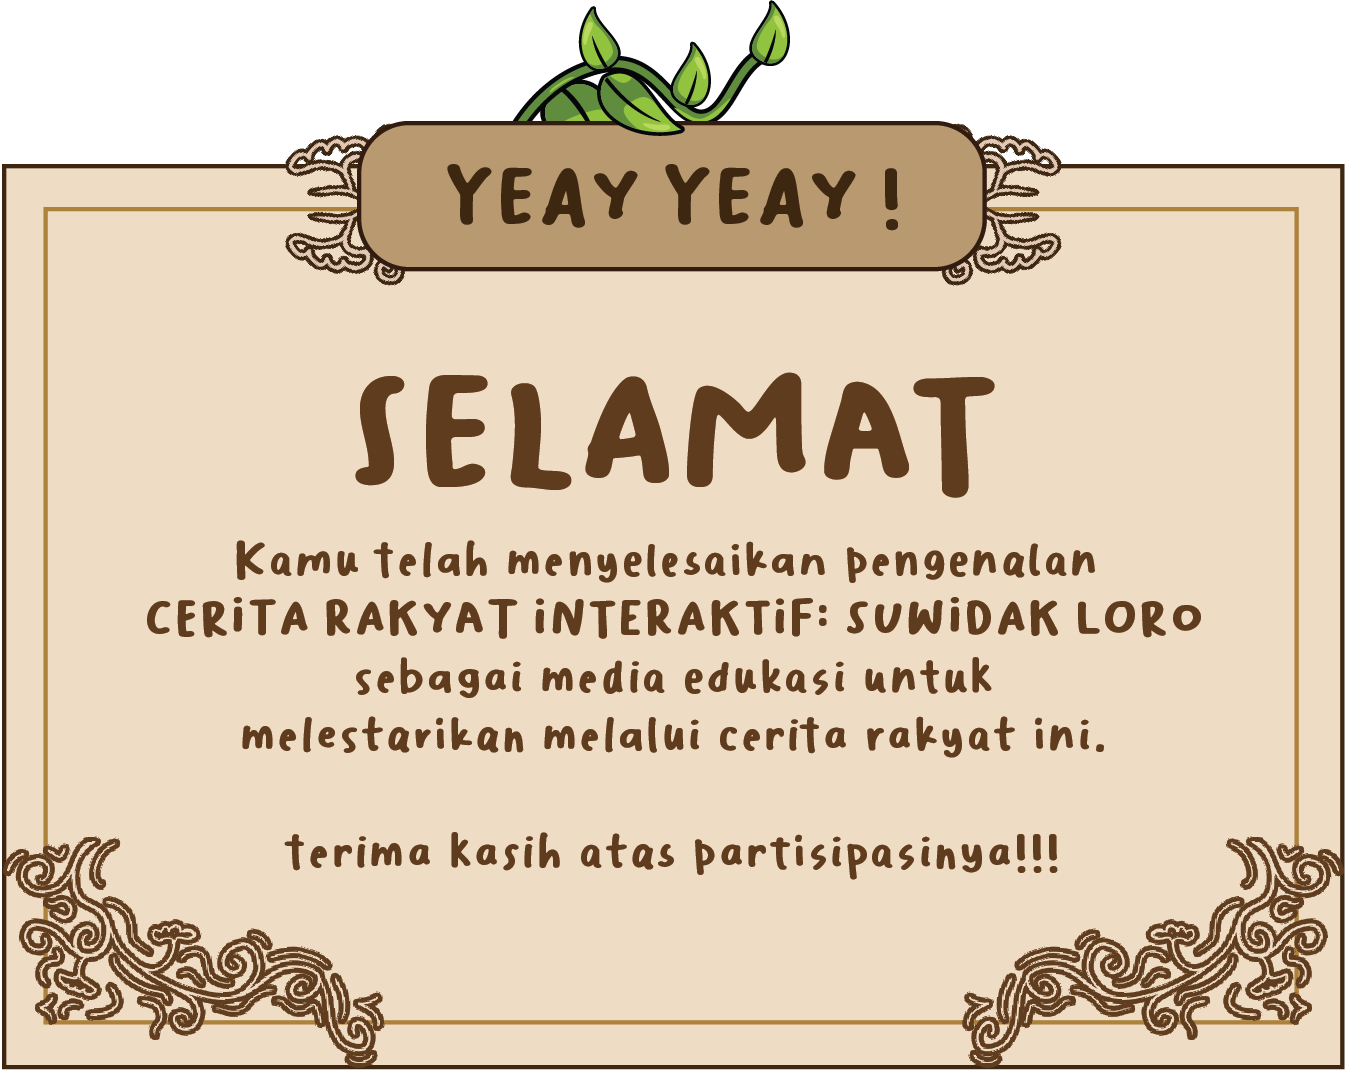 YEAY YEAY !
SELAMAT
Kamu telah menyelesaikan pengenalan
CERiTA RAKYAT iNTERAKTiF: SUWiDAK LORO
sebagai media edukasi untuk
melestarikan melalui cerita rakyat ini.
terima kasih atas partisipasinya!!!